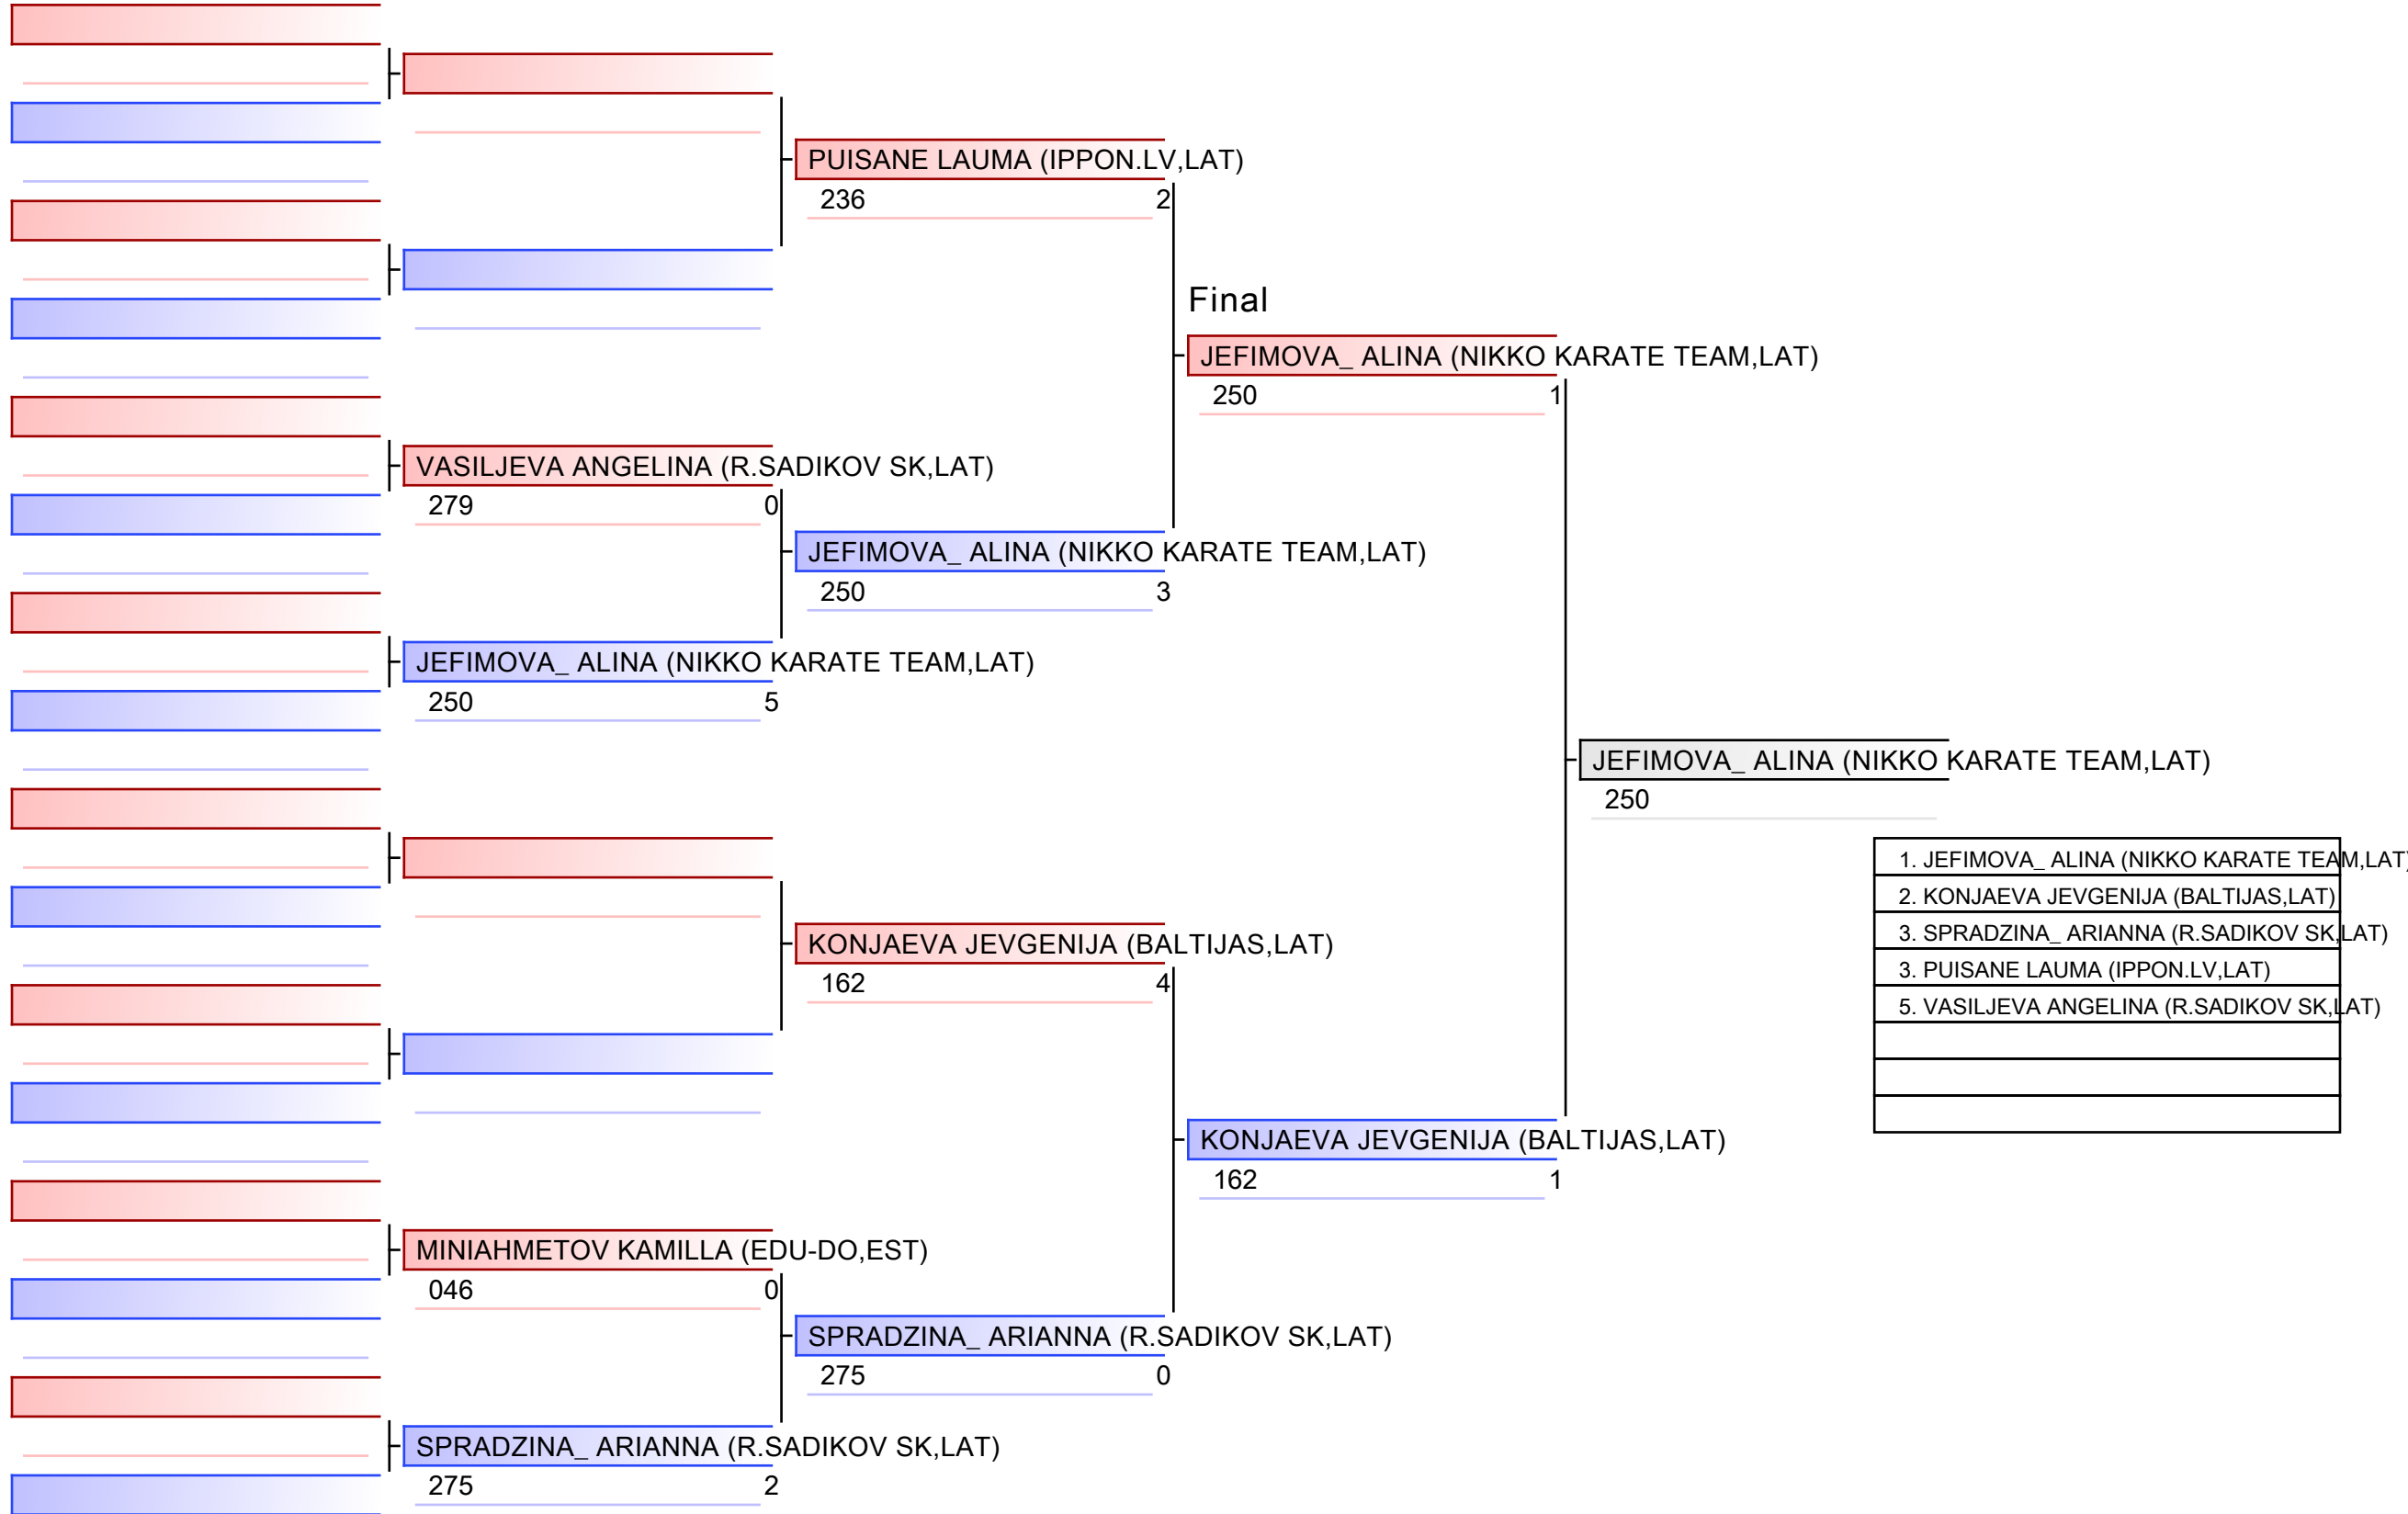 PUISANE LAUMA (IPPON.LV,LAT)
236 2
Final
JEFIMOVA_ ALINA (NIKKO KARATE TEAM,LAT)
250 1
VASILJEVA ANGELINA (R.SADIKOV SK,LAT)
279 0
JEFIMOVA_ ALINA (NIKKO KARATE TEAM,LAT)
250 3
JEFIMOVA_ ALINA (NIKKO KARATE TEAM,LAT)
250 5
JEFIMOVA_ ALINA (NIKKO KARATE TEAM,LAT)
250
1. JEFIMOVA_ ALINA (NIKKO KARATE TEAM,LAT)
2. KONJAEVA JEVGENIJA (BALTIJAS,LAT)
3. SPRADZINA_ ARIANNA (R.SADIKOV SK,LAT)
3. PUISANE LAUMA (IPPON.LV,LAT)
5. VASILJEVA ANGELINA (R.SADIKOV SK,LAT)
KONJAEVA JEVGENIJA (BALTIJAS,LAT)
162 4
KONJAEVA JEVGENIJA (BALTIJAS,LAT)
162 1
MINIAHMETOV KAMILLA (EDU-DO,EST)
046 0
SPRADZINA_ ARIANNA (R.SADIKOV SK,LAT)
275 0
SPRADZINA_ ARIANNA (R.SADIKOV SK,LAT)
275 2